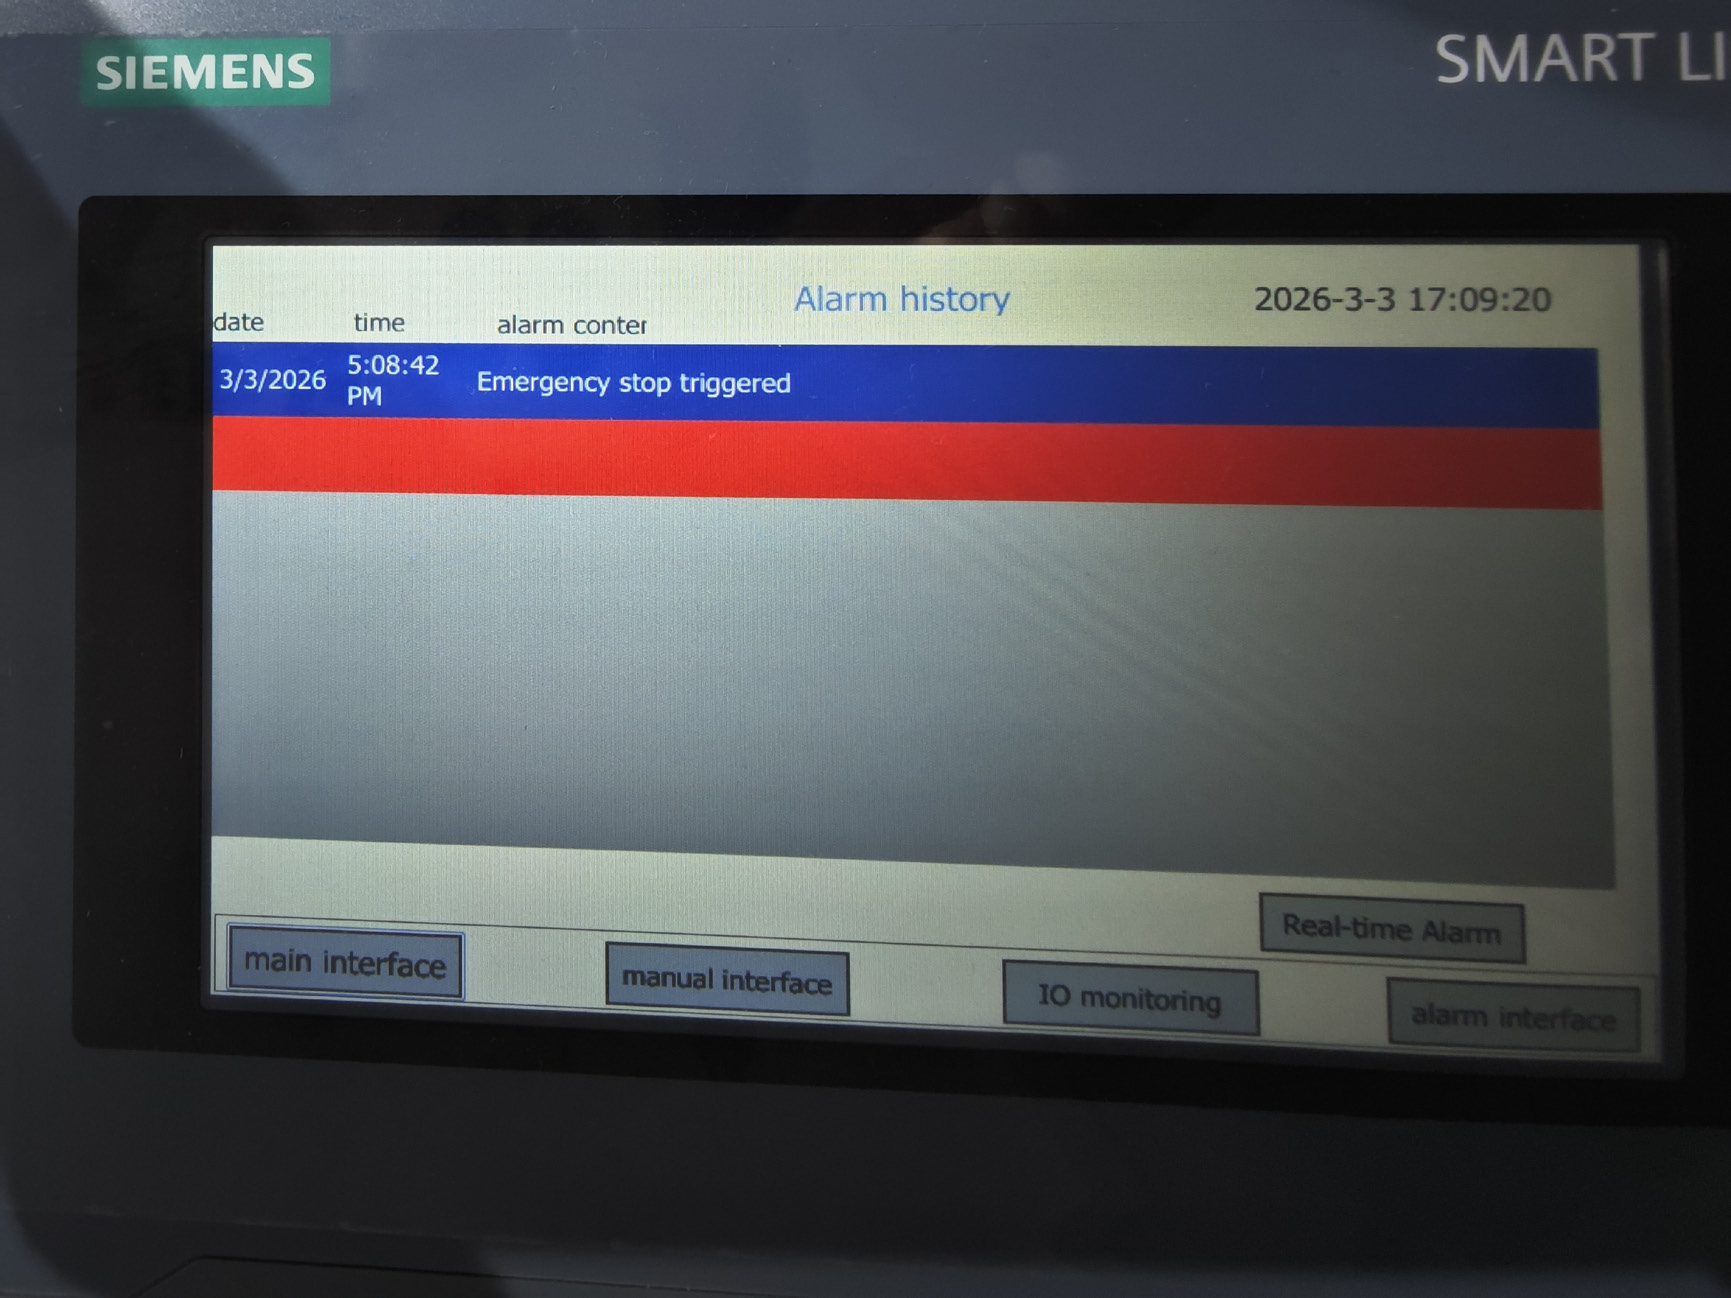 SIEMENS
SMART LI
Alarm history
2026-3-3 17:09:20
date time alarm conter
3/3/2026 5:08:42 PM Emergency stop triggered
Real-time Alarm
main interface
manual interface
IO monitoring
alarm interface